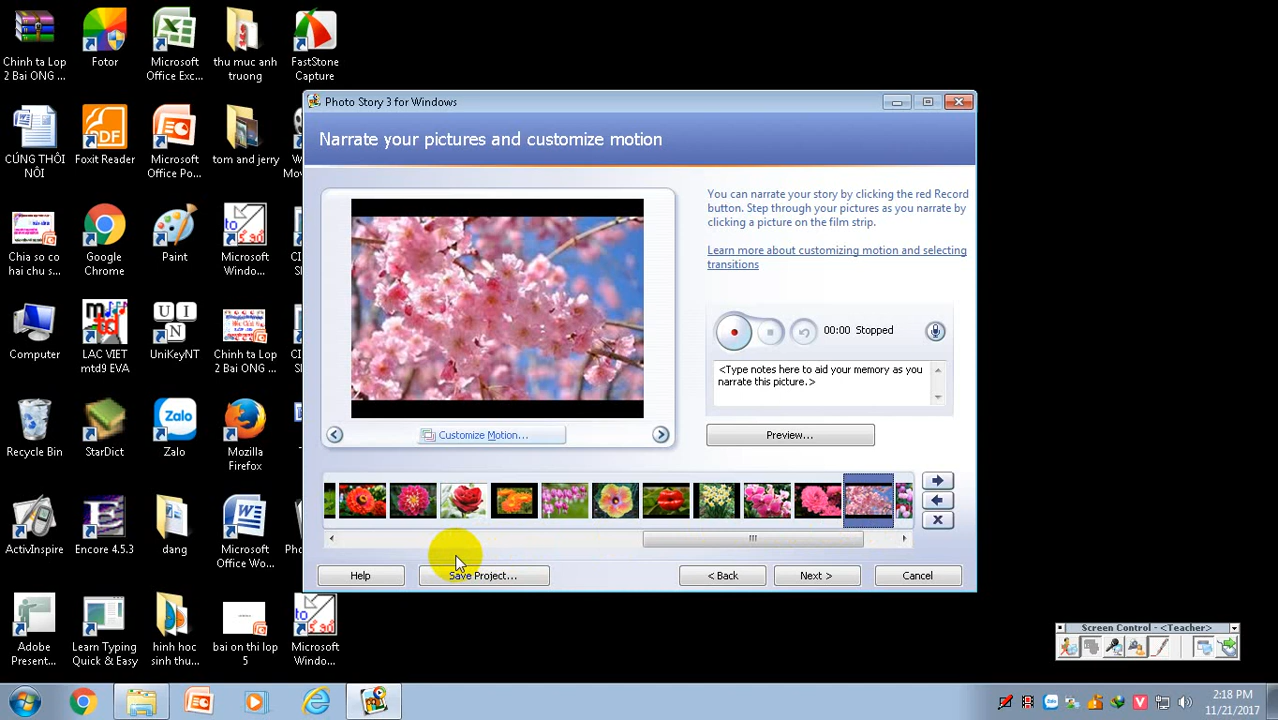 Chinh ta Lop
2 Bai ONG ...
Fotor
Microsoft
Office Exc...
thu muc anh
truong
FastStone
Capture
CÚNG THÔI
NÔI
Foxit Reader
Microsoft
Office Po...
tom and jerry
Chia so co
hai chu s...
Google
Chrome
Paint
Microsoft
Windo...
Computer
LAC VIET
mtd9 EVA
UniKeyNT
Chinh ta Lop
2 Bai ONG ...
Recycle Bin
StarDict
Zalo
Mozilla
Firefox
ActivInspire
Encore 4.5.3
dang
Microsoft
Office Wo...
Adobe
Present...
Learn Typing
Quick & Easy
hinh hoc
sinh thu...
bai on thi lop
5
Microsoft
Windo...
Photo Story 3 for Windows
Narrate your pictures and customize motion
You can narrate your story by clicking the red Record
button. Step through your pictures as you narrate by
clicking a picture on the film strip.
Learn more about customizing motion and selecting
transitions
00:00 Stopped
<Type notes here to aid your memory as you
narrate this picture.>
Customize Motion...
Preview...
Help
Save Project...
< Back
Next >
Cancel
Screen Control - <Teacher>
2:18 PM
11/21/2017